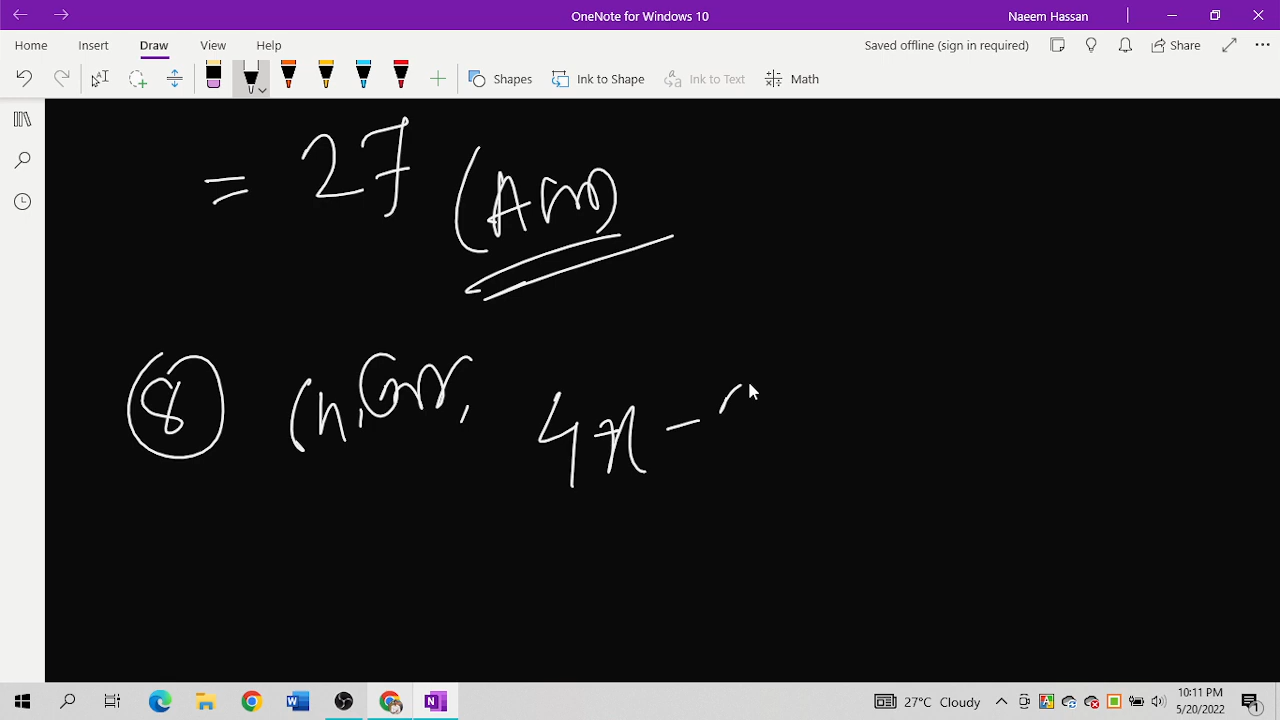 OneNote for Windows 10
Naeem Hassan
Home Insert Draw View Help
Saved offline (sign in required) Share
Shapes Ink to Shape Ink to Text Math
= 27 (Ans)
8 4x -
27°C Cloudy
10:11 PM
5/20/2022